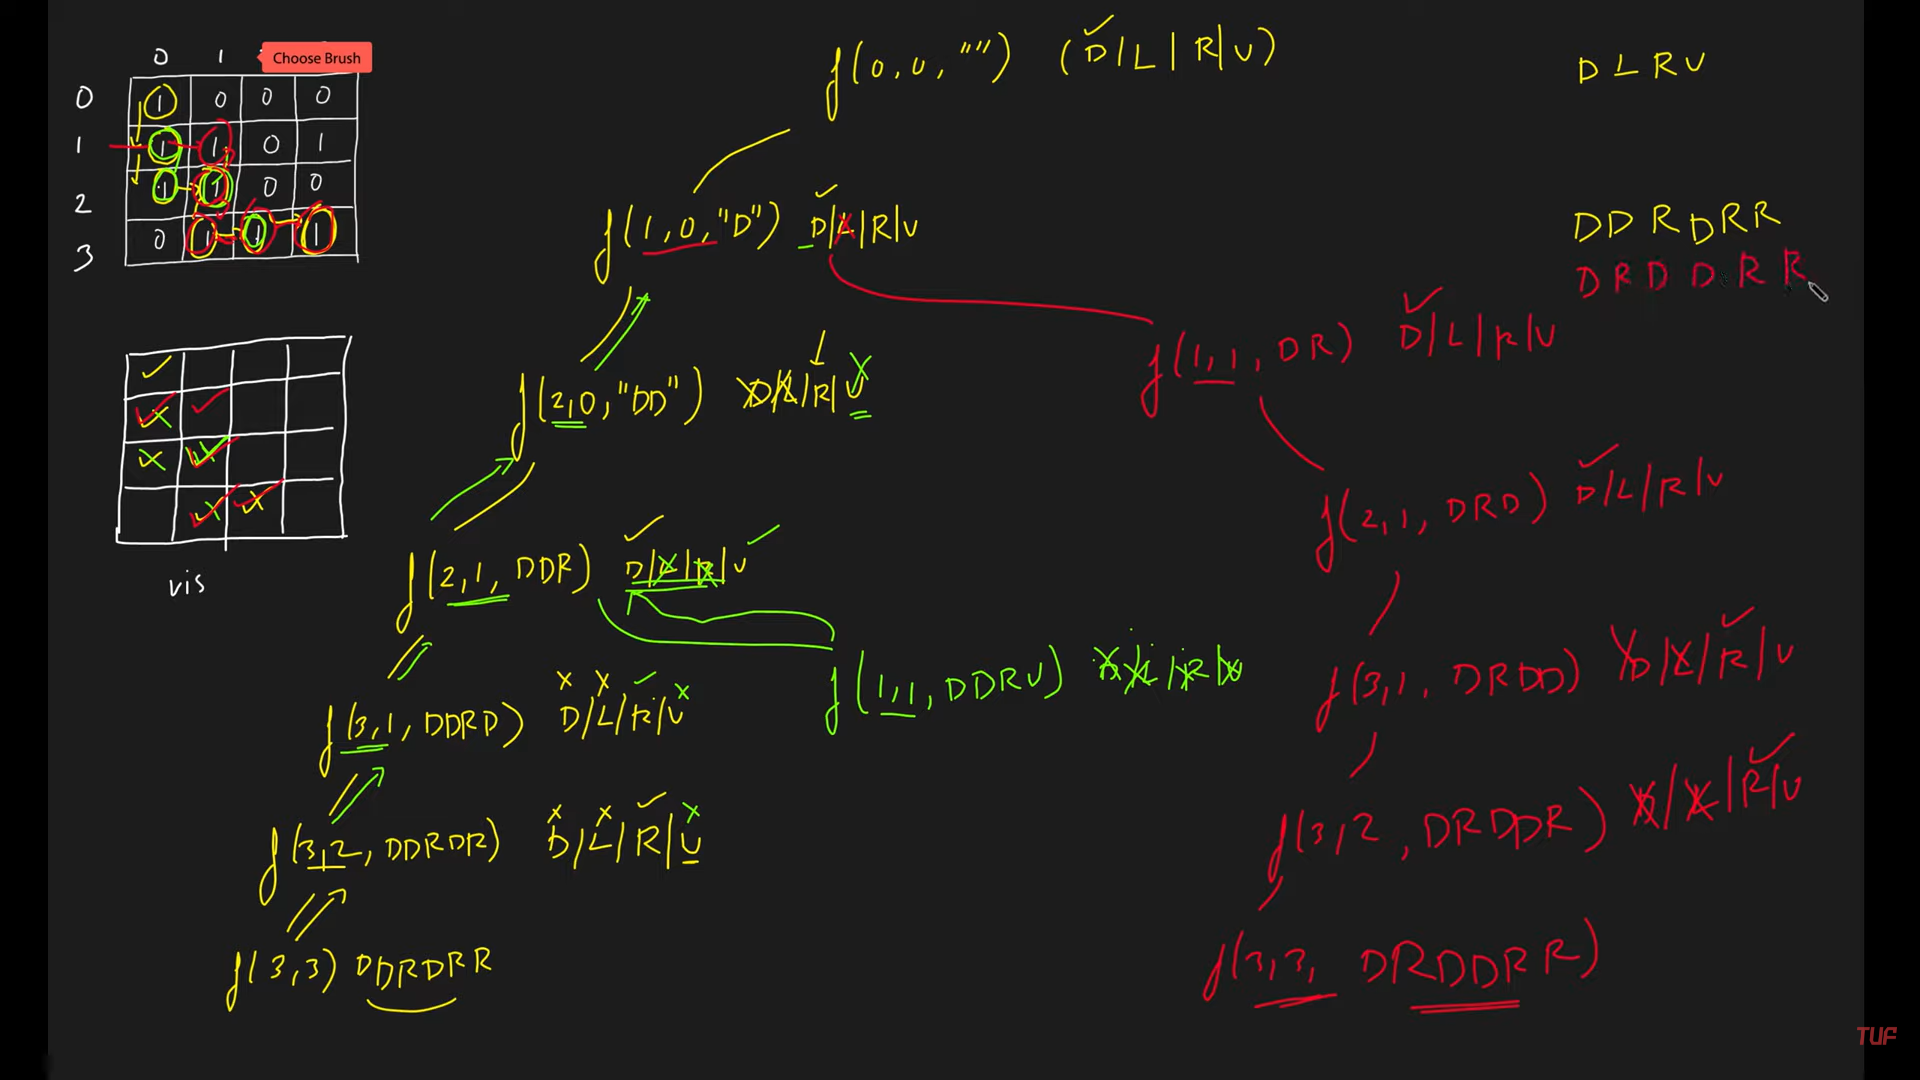 f(0,0,"") (D/L|R|U)
D L R U
Choose Brush
0 1
0 1 0 0 0
1 1 1 0 1
2 1 1 0 0
3 0 1 1 1
f(1,0,"D") D|L|R|U
DDRDRR
DRDDRR
f(1,1,DR) D/L|R|U
f(2,0,"DD") D/L/R|U
f(2,1,DRD) D/L/R|U
f(2,1,DDR) D|L|R|U
vis
f(1,1,DDRU) D/L/R|U
f(3,1,DRDD) D/L/R|U
f(3,1,DDRD) D/L/R/U
f(3,2,DRDDR) D/L/R/U
f(3,2,DDRDR) D/L/R|U
f(3,3) DDRDRR
f(3,3, DRDDRR)
TUF